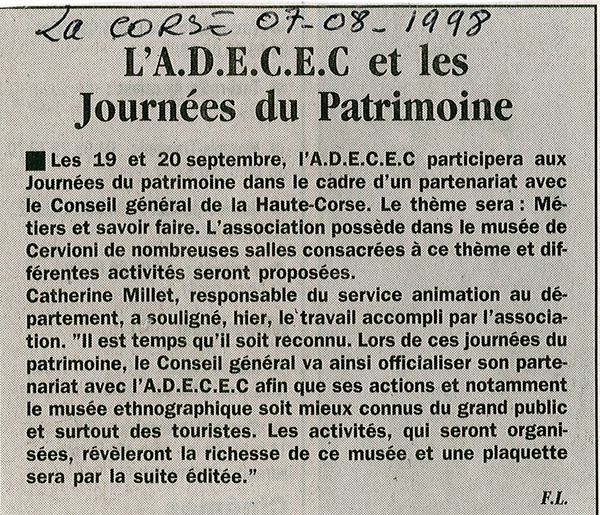 La CORSE 07-08-1998
L'A.D.E.C.E.C et les
Journées du Patrimoine
Les 19 et 20 septembre, l'A.D.E.C.E.C participera aux
Journées du patrimoine dans le cadre d'un partenariat avec
le Conseil général de la Haute-Corse. Le thème sera : Mé-
tiers et savoir faire. L'association possède dans le musée de
Cervioni de nombreuses salles consacrées à ce thème et dif-
férentes activités seront proposées.
Catherine Millet, responsable du service animation au dé-
partement, a souligné, hier, le travail accompli par l'associa-
tion. "Il est temps qu'il soit reconnu. Lors de ces journées du
patrimoine, le Conseil général va ainsi officialiser son parte-
nariat avec l'A.D.E.C.E.C afin que ses actions et notamment
le musée ethnographique soit mieux connus du grand public
et surtout des touristes. Les activités, qui seront organi-
sées, révèleront la richesse de ce musée et une plaquette
sera par la suite éditée."
F.L.